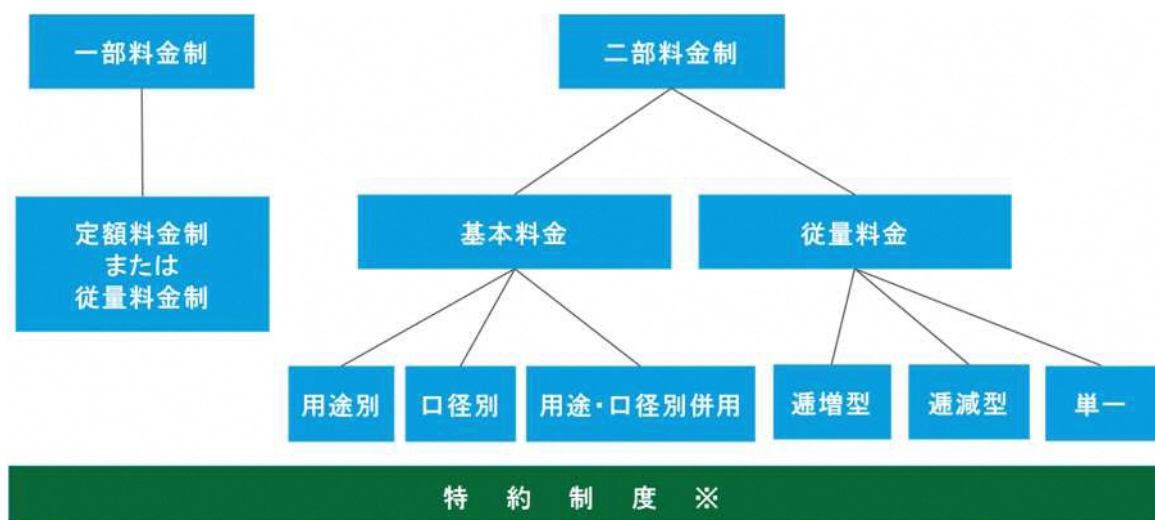 一部料金制
二部料金制
定額料金制
または
従量料金制
基本料金
従量料金
用途別
口径別
用途・口径別併用
逓増型
逓減型
単一
特約制度※